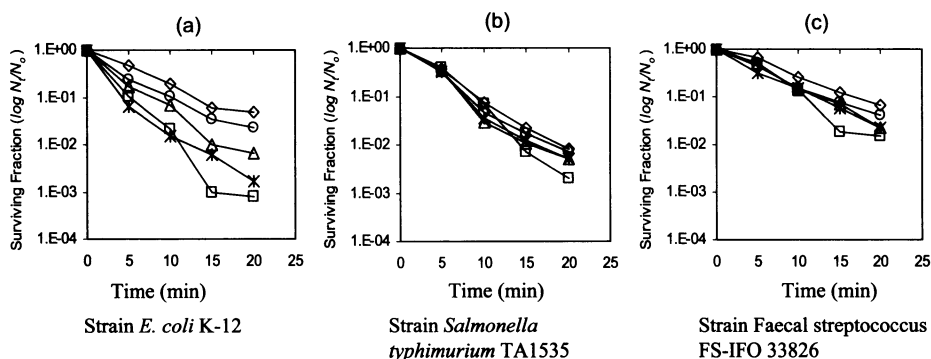 (a)
Surviving Fraction (log Nt/No)
1.E+00
1.E-01
1.E-02
1.E-03
1.E-04
0 5 10 15 20 25
Time (min)
Strain E. coli K-12
(b)
Surviving Fraction (log Nt/No)
1.E+00
1.E-01
1.E-02
1.E-03
1.E-04
0 5 10 15 20 25
Time (min)
Strain Salmonella
typhimurium TA1535
(c)
Surviving Fraction (log Nt/No)
1.E+00
1.E-01
1.E-02
1.E-03
1.E-04
0 5 10 15 20 25
Time (min)
Strain Faecal streptococcus
FS-IFO 33826